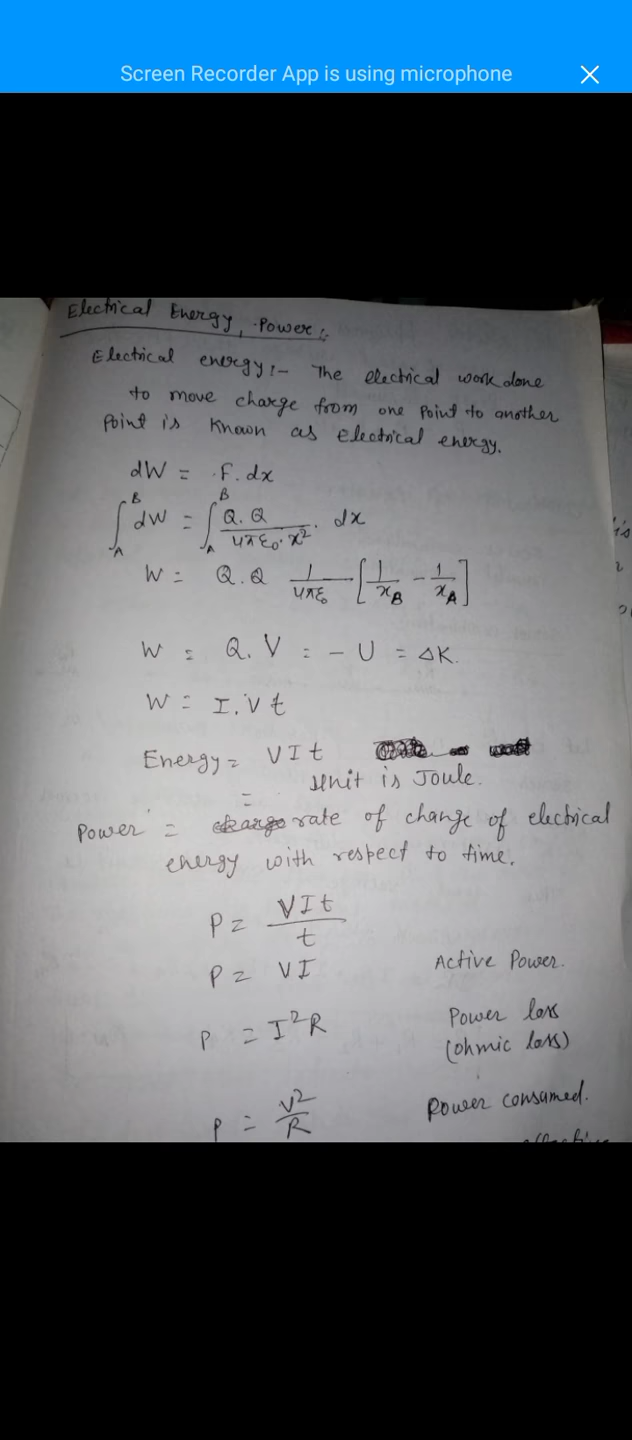 Screen Recorder App is using microphone
Electrical Energy, Power :
Electrical energy :- The electrical work done
to move charge from one point to another
point is known as electrical energy.
dW = F. dx
∫_A^B dW = ∫_A^B Q.Q / 4πε₀.x² . dx
W = Q.Q 1/4πε [1/x_B - 1/x_A]
W = Q.V = - U = ΔK.
W = I.Vt
Energy = VIt
Unit is Joule.
Power = rate of change of electrical
energy with respect to time.
P = VIt / t
P = VI Active Power.
P = I²R Power loss
(ohmic loss)
P = V²/R Power consumed.